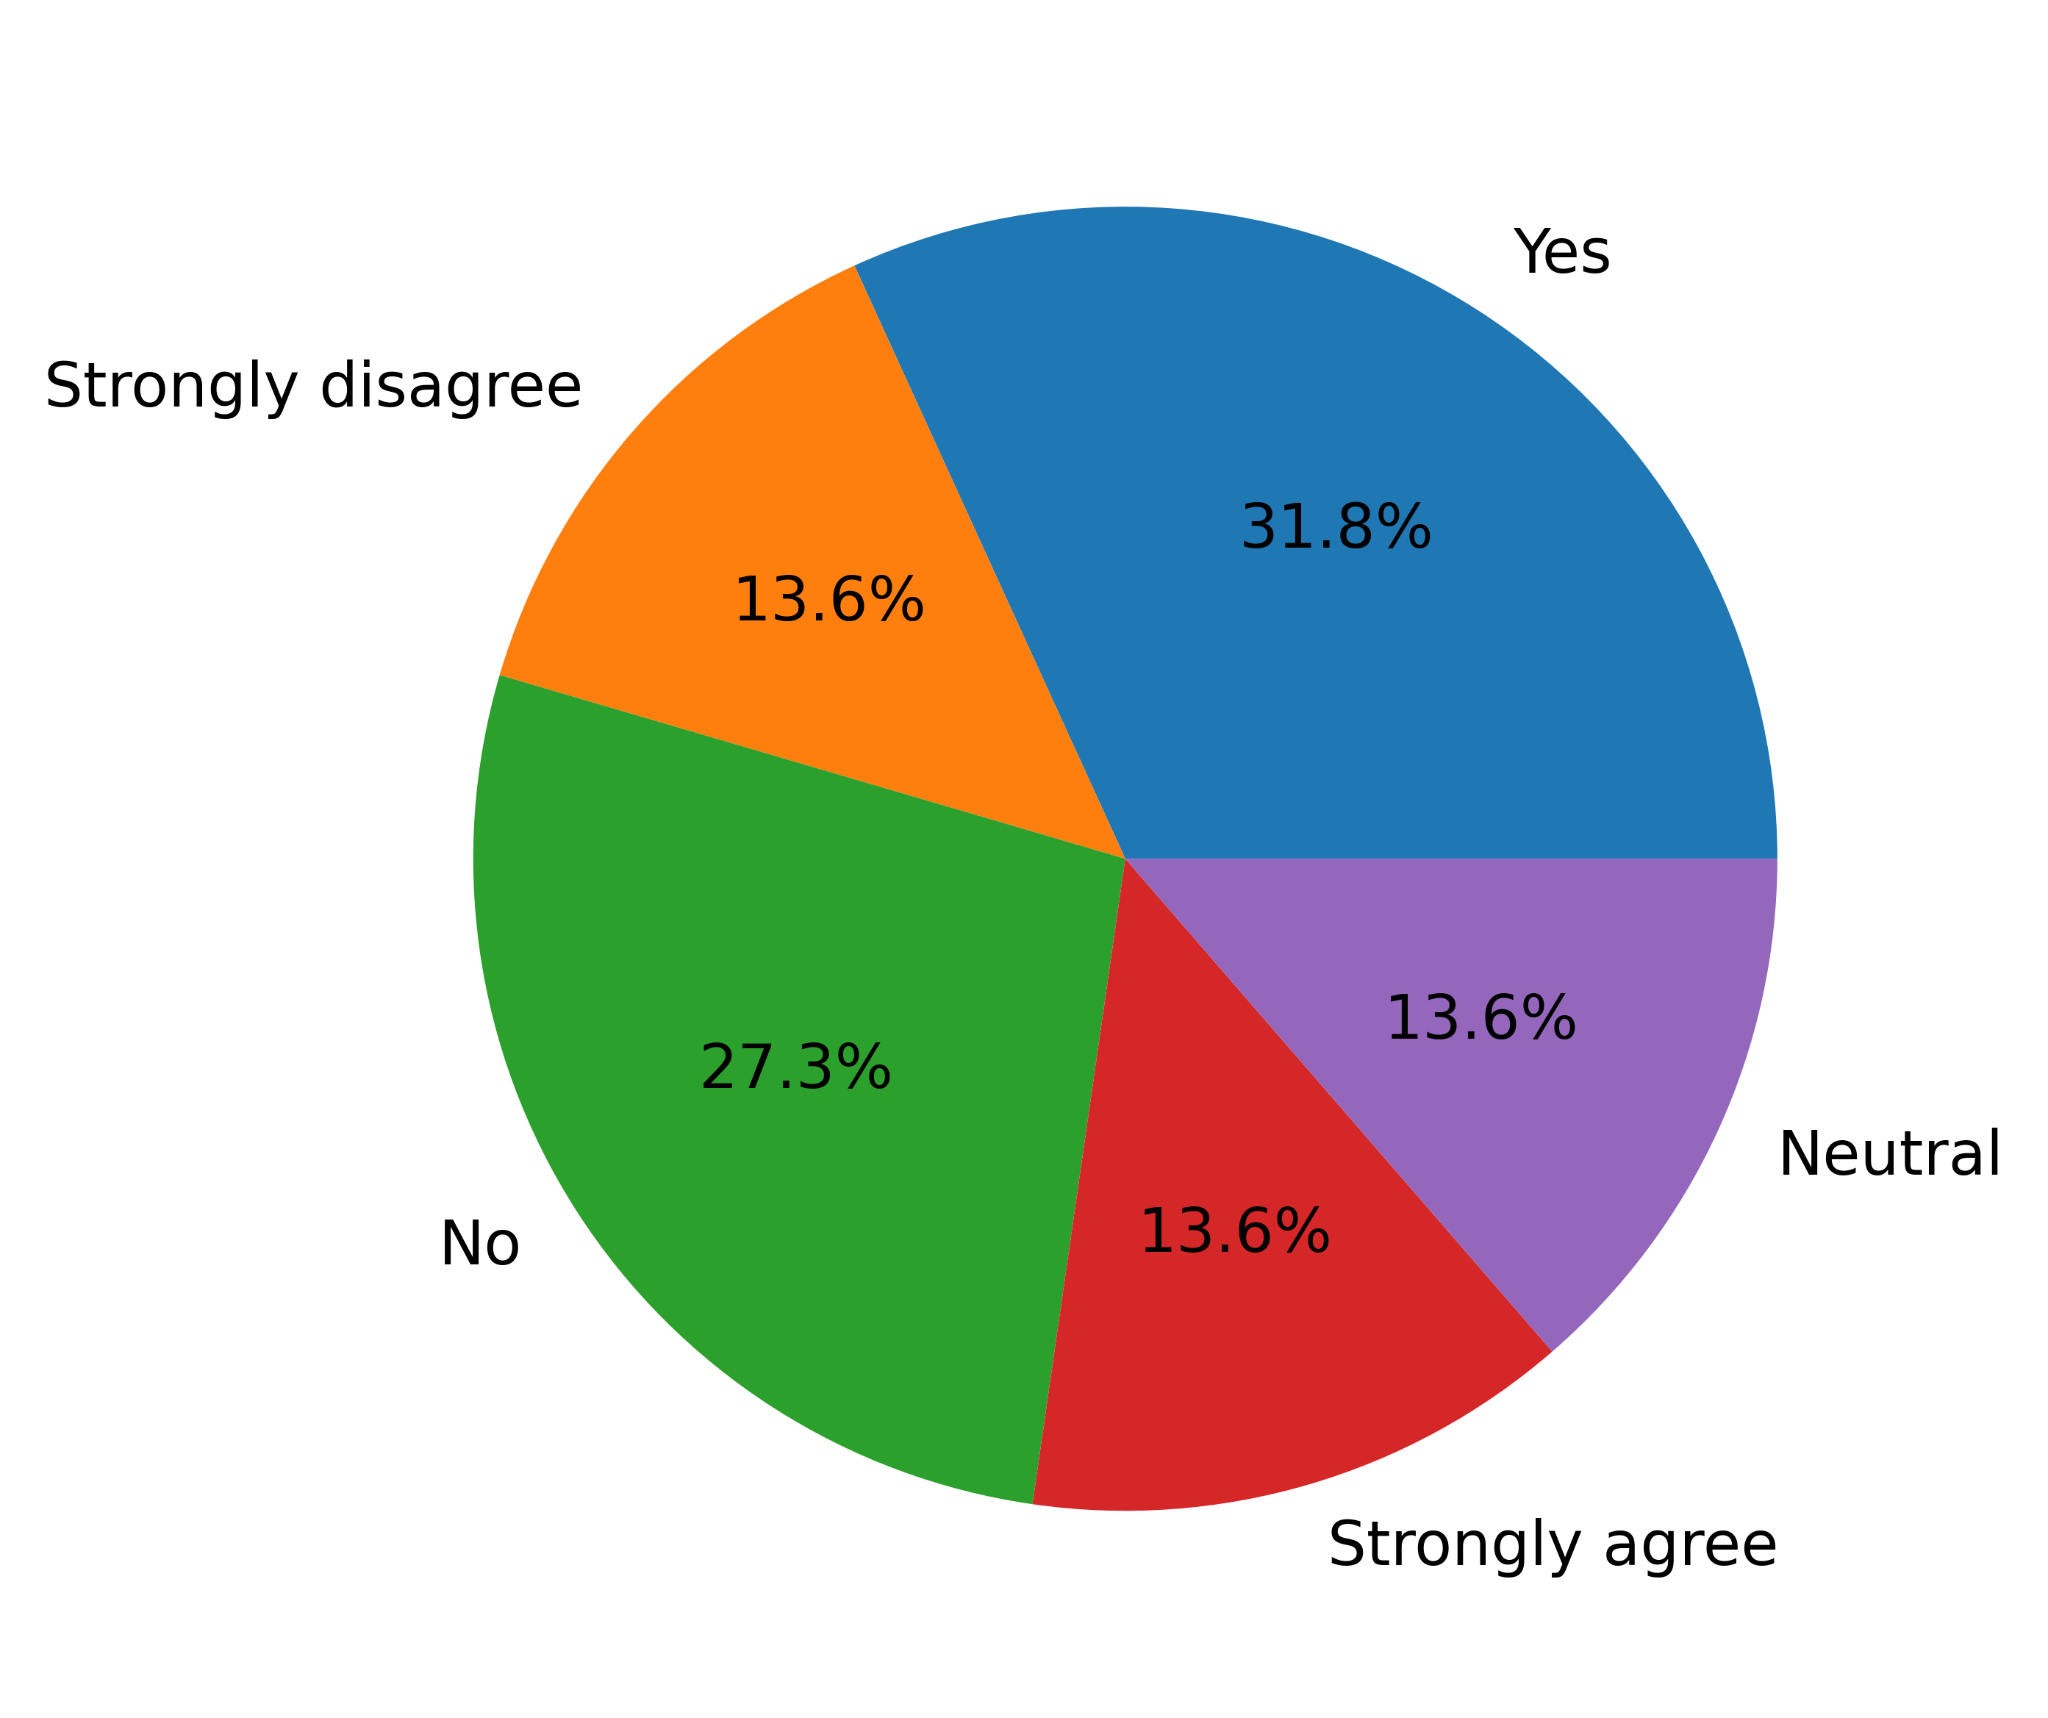 Yes
Strongly disagree
31.8%
13.6%
13.6%
27.3%
Neutral
13.6%
No
Strongly agree